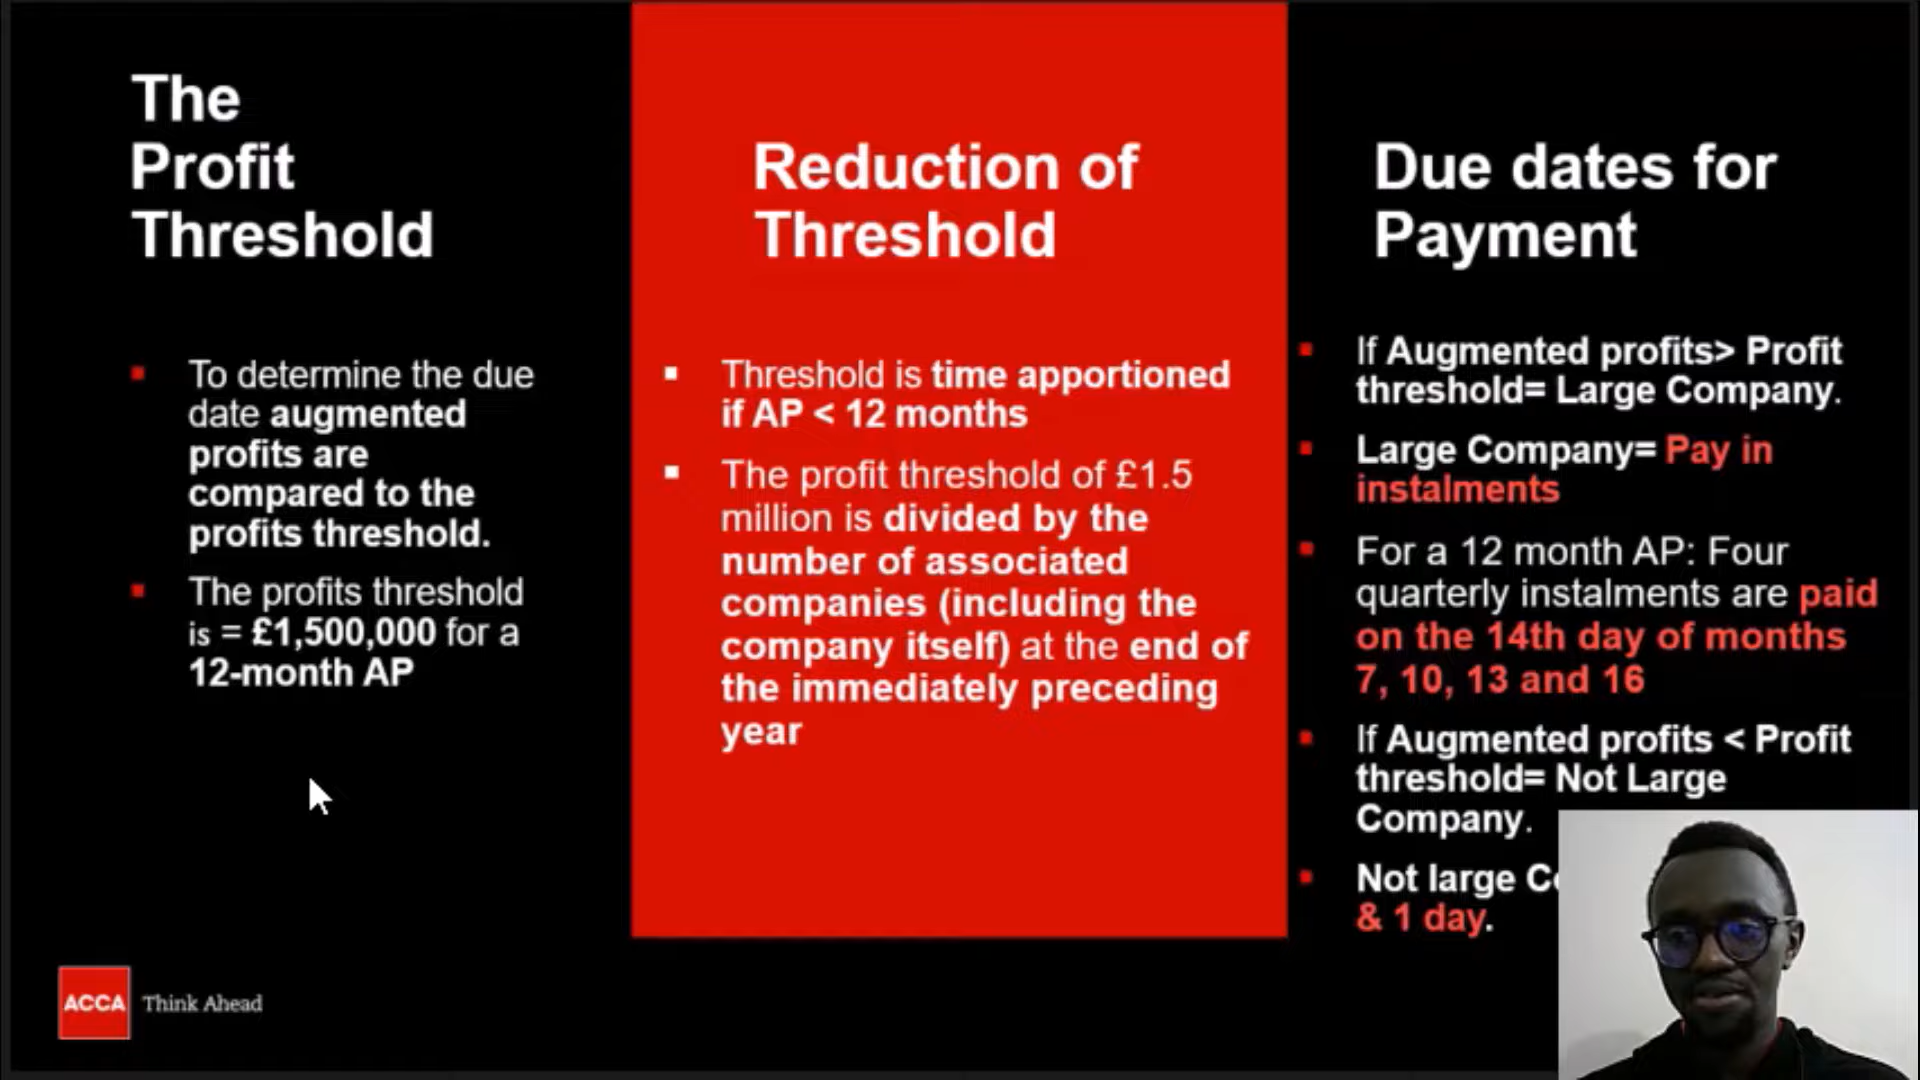 The
Profit
Threshold
To determine the due
date augmented
profits are
compared to the
profits threshold.
The profits threshold
is = £1,500,000 for a
12-month AP
Reduction of
Threshold
Threshold is time apportioned
if AP < 12 months
The profit threshold of £1.5
million is divided by the
number of associated
companies (including the
company itself) at the end of
the immediately preceding
year
Due dates for
Payment
If Augmented profits> Profit
threshold= Large Company.
Large Company= Pay in
instalments
For a 12 month AP: Four
quarterly instalments are paid
on the 14th day of months
7, 10, 13 and 16
If Augmented profits < Profit
threshold= Not Large
Company.
Not large
& 1 day.
ACCA Think Ahead